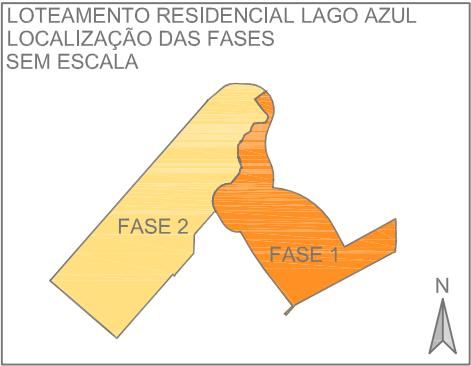 LOTEAMENTO RESIDENCIAL LAGO AZUL
LOCALIZAÇÃO DAS FASES
SEM ESCALA
FASE 2
FASE 1
N